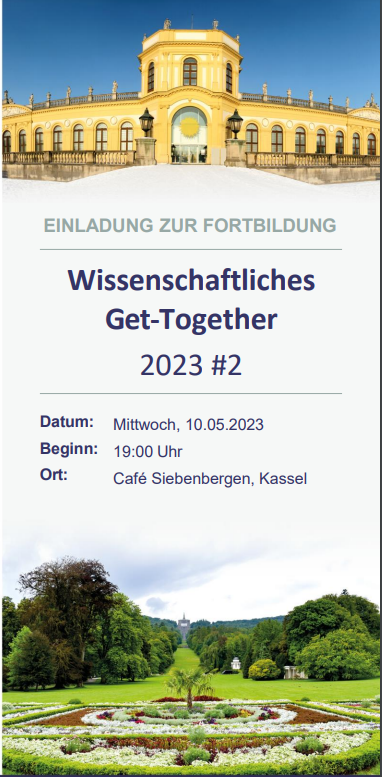 EINLADUNG ZUR FORTBILDUNG
Wissenschaftliches
Get-Together
2023 #2
Datum: Mittwoch, 10.05.2023
Beginn: 19:00 Uhr
Ort: Café Siebenbergen, Kassel